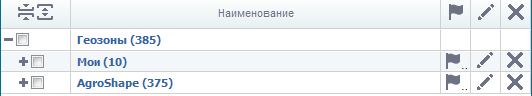 Наименование
Геозоны (385)
Мои (10)
AgroShape (375)